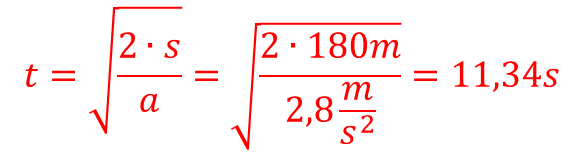 t = √(2 · s / a) = √(2 · 180m / 2,8 m/s²) = 11,34s